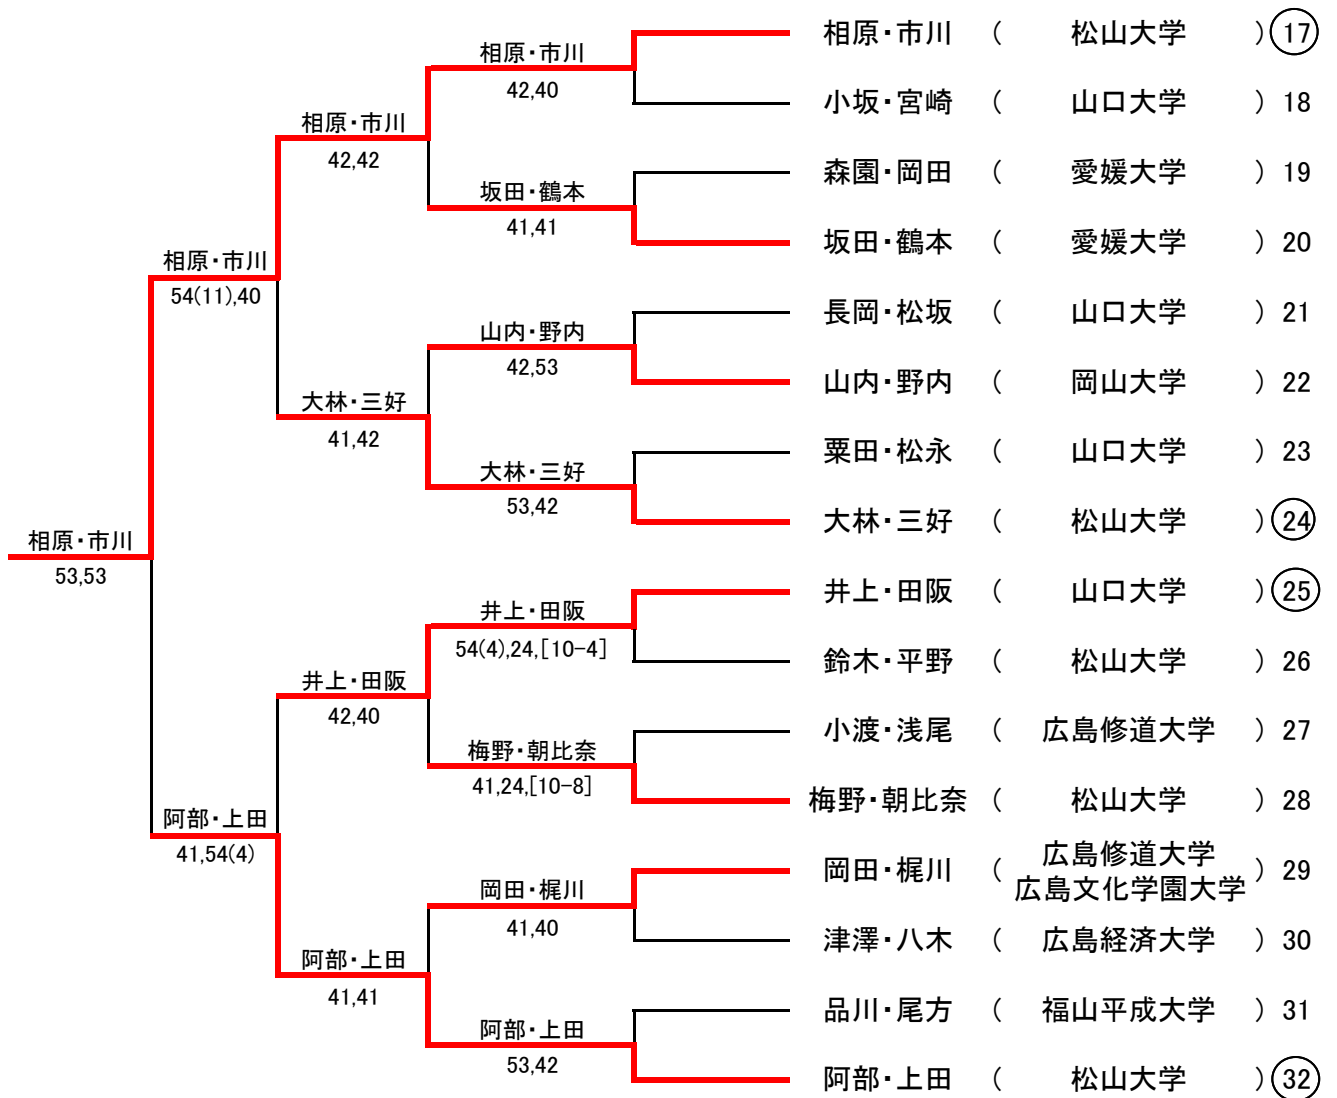 相原・市川 ( 松山大学 ) 17
相原・市川
42,40
小坂・宮崎 ( 山口大学 ) 18
相原・市川
42,42
森園・岡田 ( 愛媛大学 ) 19
坂田・鶴本
41,41
坂田・鶴本 ( 愛媛大学 ) 20
相原・市川
54(11),40
長岡・松坂 ( 山口大学 ) 21
山内・野内
42,53
山内・野内 ( 岡山大学 ) 22
大林・三好
41,42
粟田・松永 ( 山口大学 ) 23
大林・三好
53,42
大林・三好 ( 松山大学 ) 24
相原・市川
53,53
井上・田阪 ( 山口大学 ) 25
井上・田阪
54(4),24,[10-4]
鈴木・平野 ( 松山大学 ) 26
井上・田阪
42,40
小渡・浅尾 ( 広島修道大学 ) 27
梅野・朝比奈
41,24,[10-8]
梅野・朝比奈 ( 松山大学 ) 28
阿部・上田
41,54(4)
岡田・梶川 ( 広島修道大学
広島文化学園大学 ) 29
岡田・梶川
41,40
津澤・八木 ( 広島経済大学 ) 30
阿部・上田
41,41
品川・尾方 ( 福山平成大学 ) 31
阿部・上田
53,42
阿部・上田 ( 松山大学 ) 32